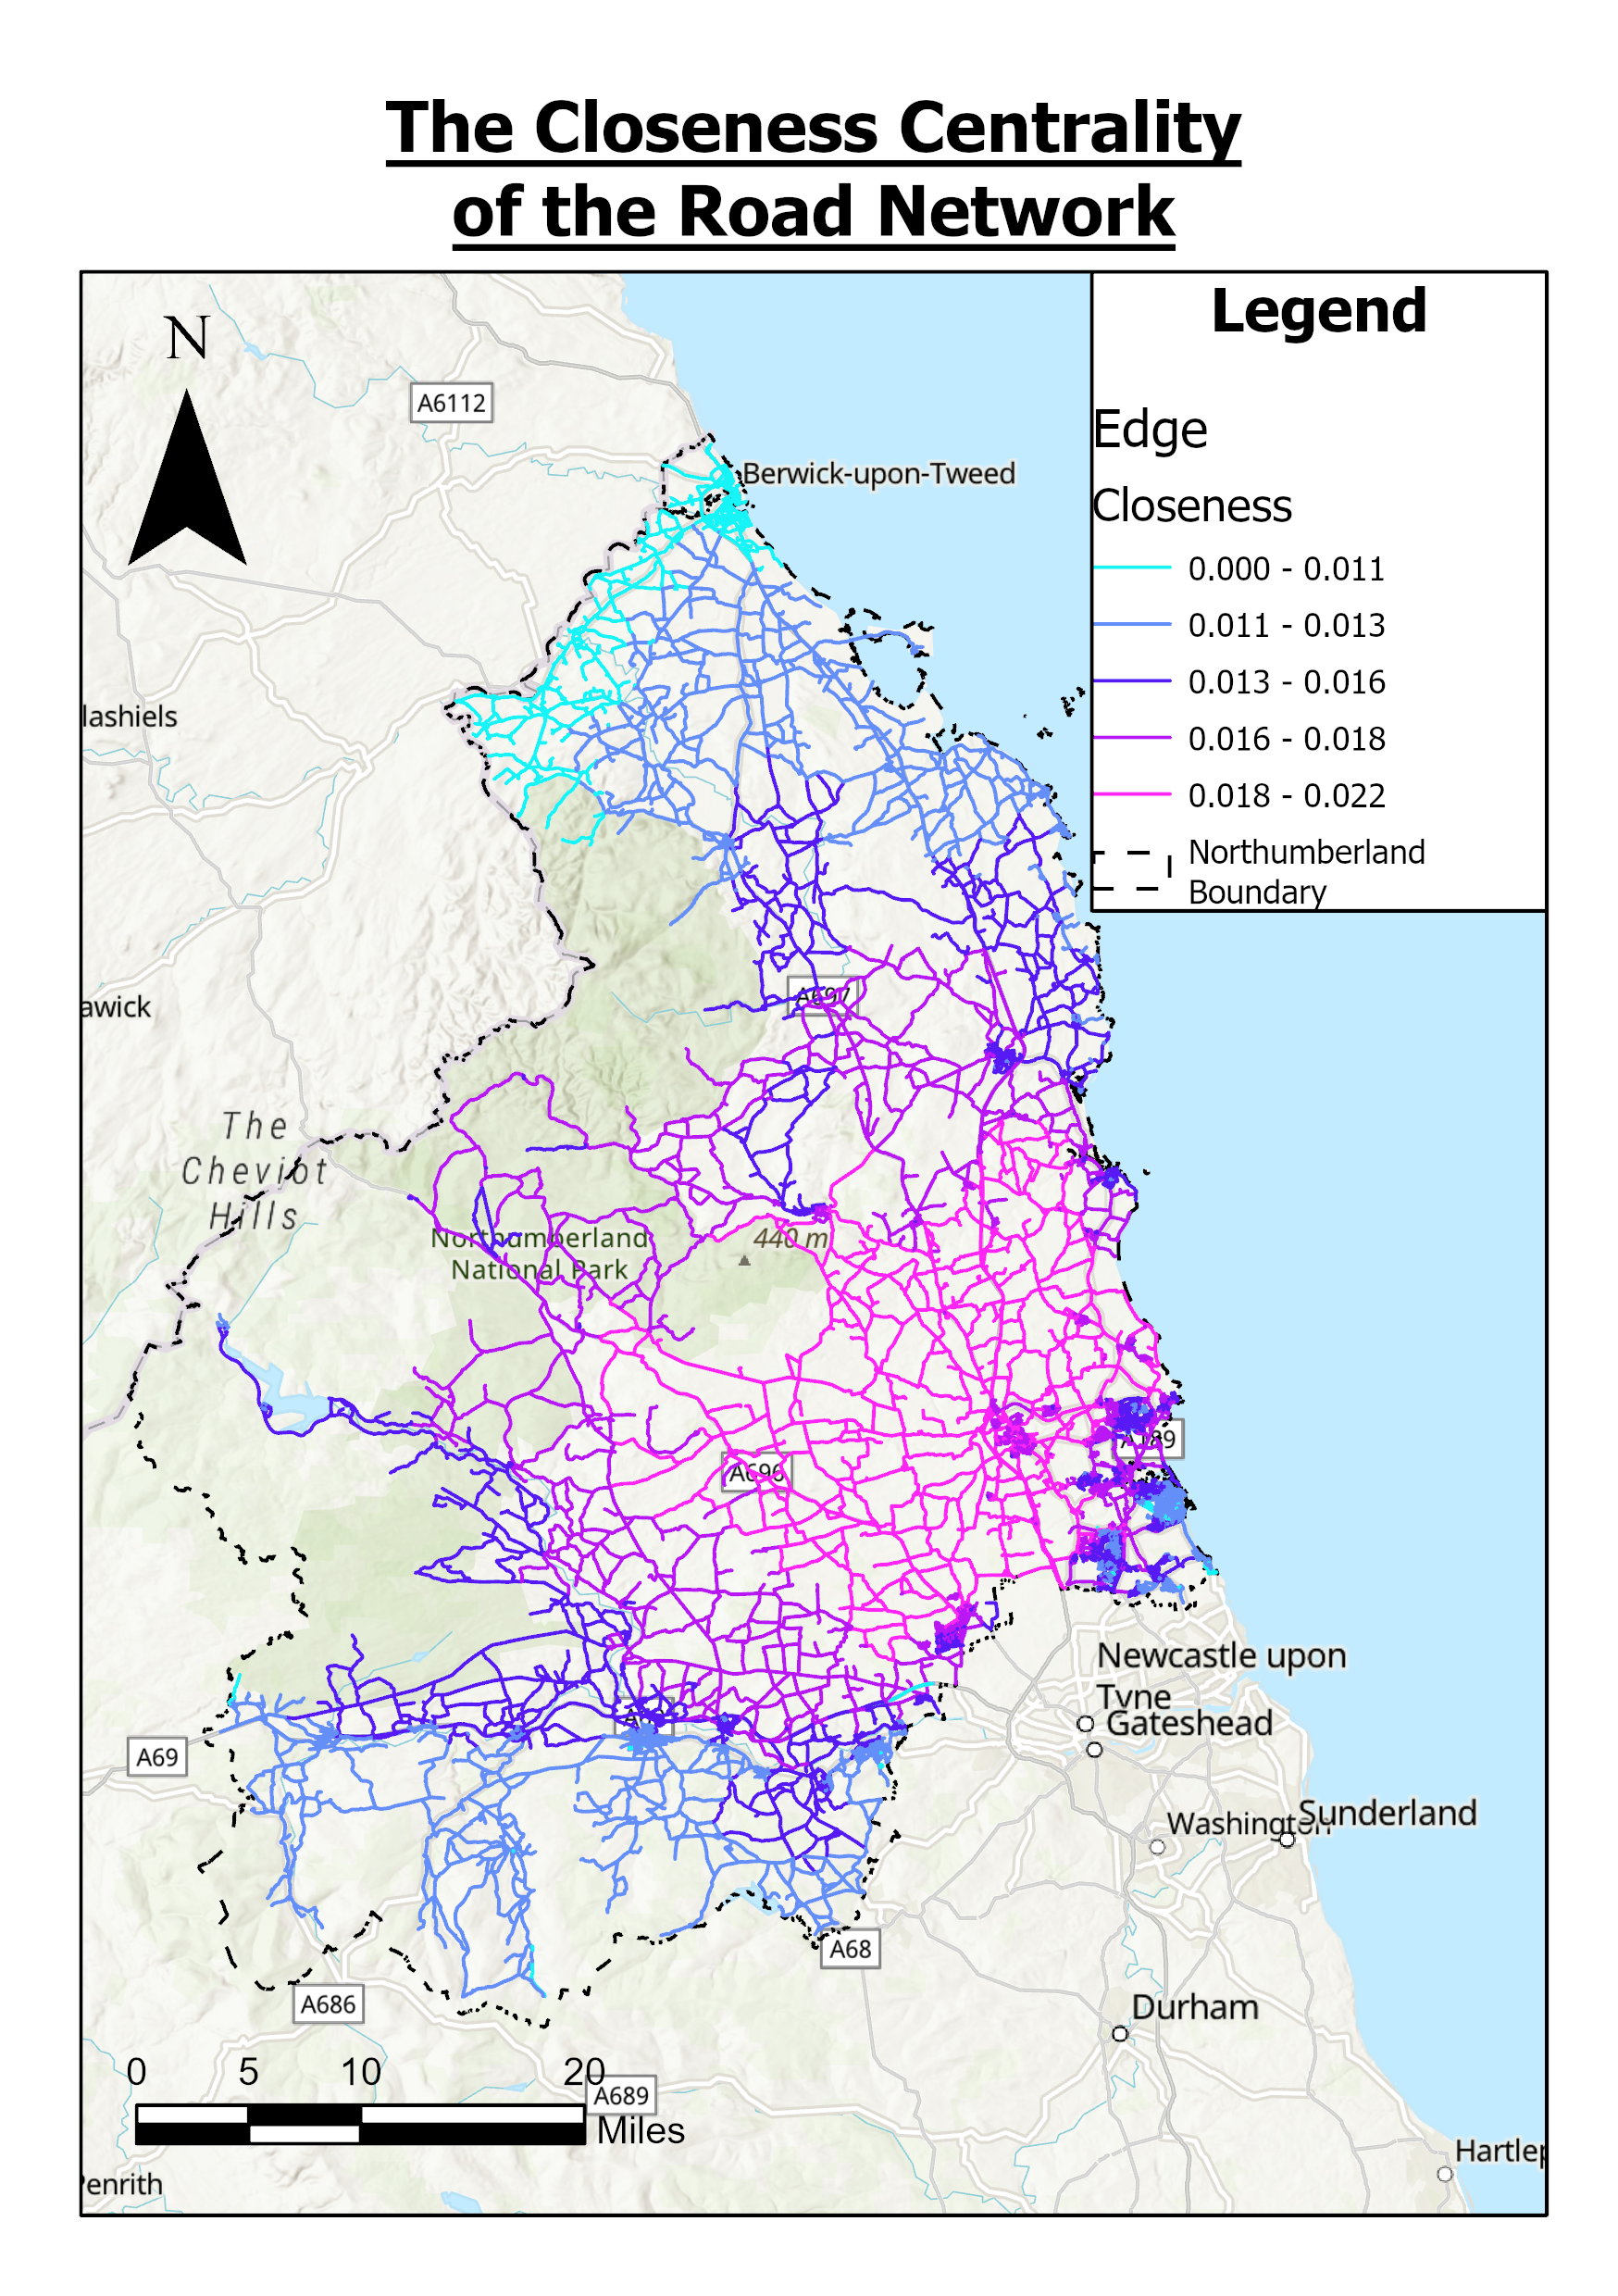 The Closeness Centrality
of the Road Network
N
Legend
Edge
Closeness
0.000 - 0.011
0.011 - 0.013
0.013 - 0.016
0.016 - 0.018
0.018 - 0.022
Northumberland
Boundary
A6112
Berwick-upon-Tweed
lashiels
awick
A697
The
Cheviot
Hills
Northumberland
National Park
440 m
A696
A189
Newcastle upon
Tyne
Gateshead
A69
Washington
Sunderland
A68
A686
Durham
0 5 10 20
Miles
A689
Hartlep
Penrith